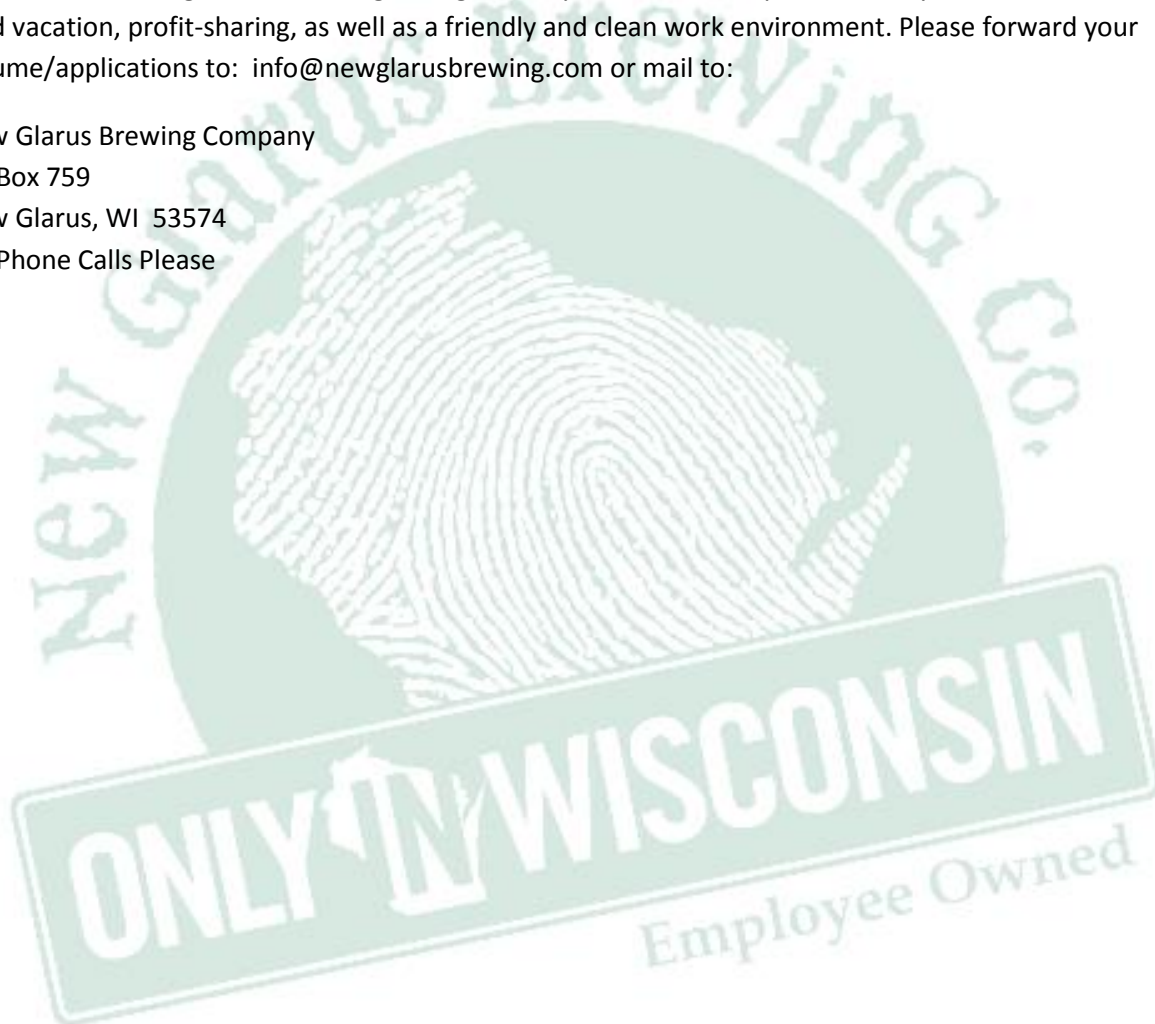 vacation, profit-sharing, as well as a friendly and clean work environment. Please forward your
ume/applications to: info@newglarusbrewing.com or mail to:
w Glarus Brewing Company
Box 759
w Glarus, WI 53574
Phone Calls Please
New Glarus Brewing Co.
ONLY IN WISCONSIN
Employee Owned